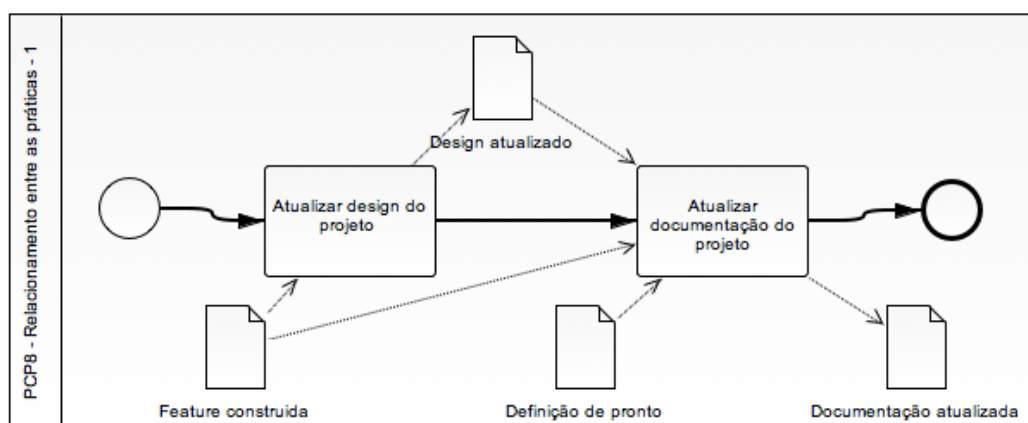 PCP8 - Relacionamento entre as práticas - 1
Design atualizado
Atualizar design do
projeto
Atualizar
documentação do
projeto
Feature construida
Definição de pronto
Documentação atualizada